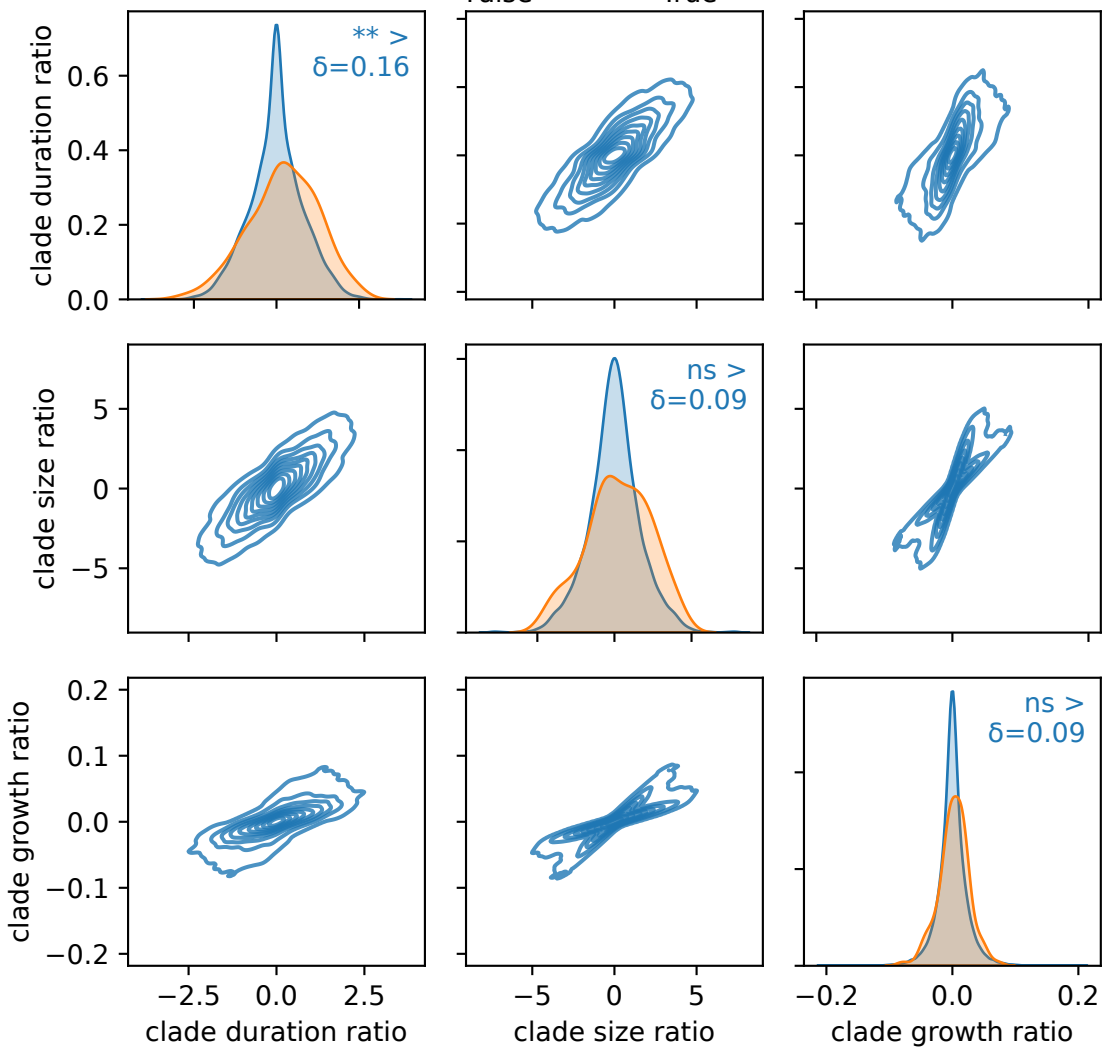 False True
clade duration ratio
0.6
0.4
0.2
0.0
** >
δ=0.16
clade size ratio
5
0
−5
ns >
δ=0.09
clade growth ratio
0.2
0.1
0.0
−0.1
−0.2
ns >
δ=0.09
−2.5 0.0 2.5
−5 0 5
−0.2 0.0 0.2
clade duration ratio
clade size ratio
clade growth ratio